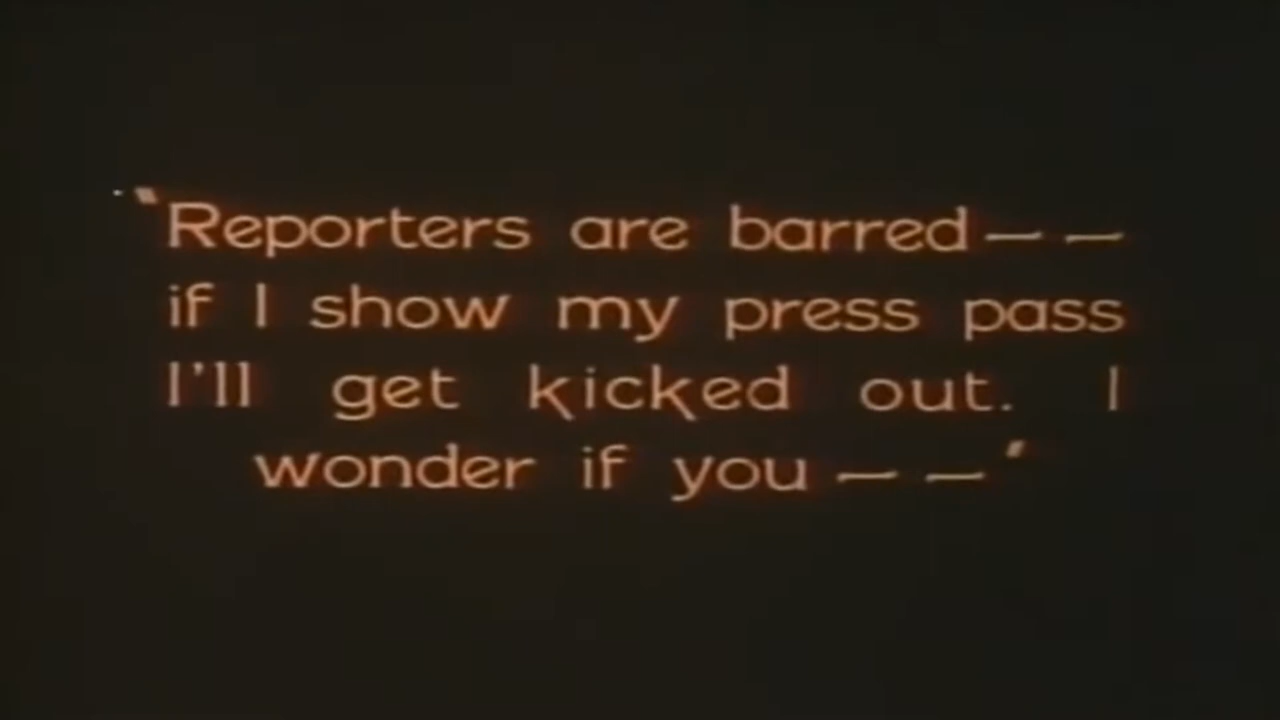 "Reporters are barred — —
if I show my press pass
I'll get kicked out. I
wonder if you — —"